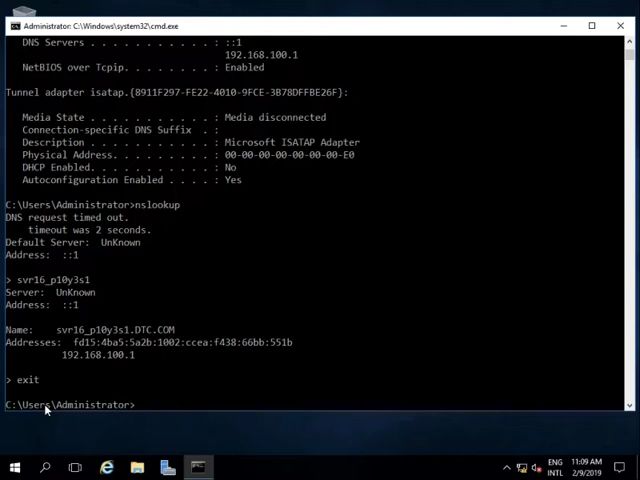 Administrator: C:\Windows\system32\cmd.exe
DNS Servers . . . . . . . . . . . : ::1
192.168.100.1
NetBIOS over Tcpip. . . . . . . . : Enabled
Tunnel adapter isatap.{8911F297-FE22-4010-9FCE-3B78DFFBE26F}:
Media State . . . . . . . . . . . : Media disconnected
Connection-specific DNS Suffix  . :
Description . . . . . . . . . . . : Microsoft ISATAP Adapter
Physical Address. . . . . . . . . : 00-00-00-00-00-00-00-E0
DHCP Enabled. . . . . . . . . . . : No
Autoconfiguration Enabled . . . . : Yes
C:\Users\Administrator>nslookup
DNS request timed out.
timeout was 2 seconds.
Default Server:  UnKnown
Address:  ::1
> svr16_p10y3s1
Server:  UnKnown
Address:  ::1
Name:    svr16_p10y3s1.DTC.COM
Addresses:  fd15:4ba5:5a2b:1002:ccea:f438:66bb:551b
192.168.100.1
> exit
C:\Users\Administrator>
ENG 11:09 AM
INTL 2/9/2019